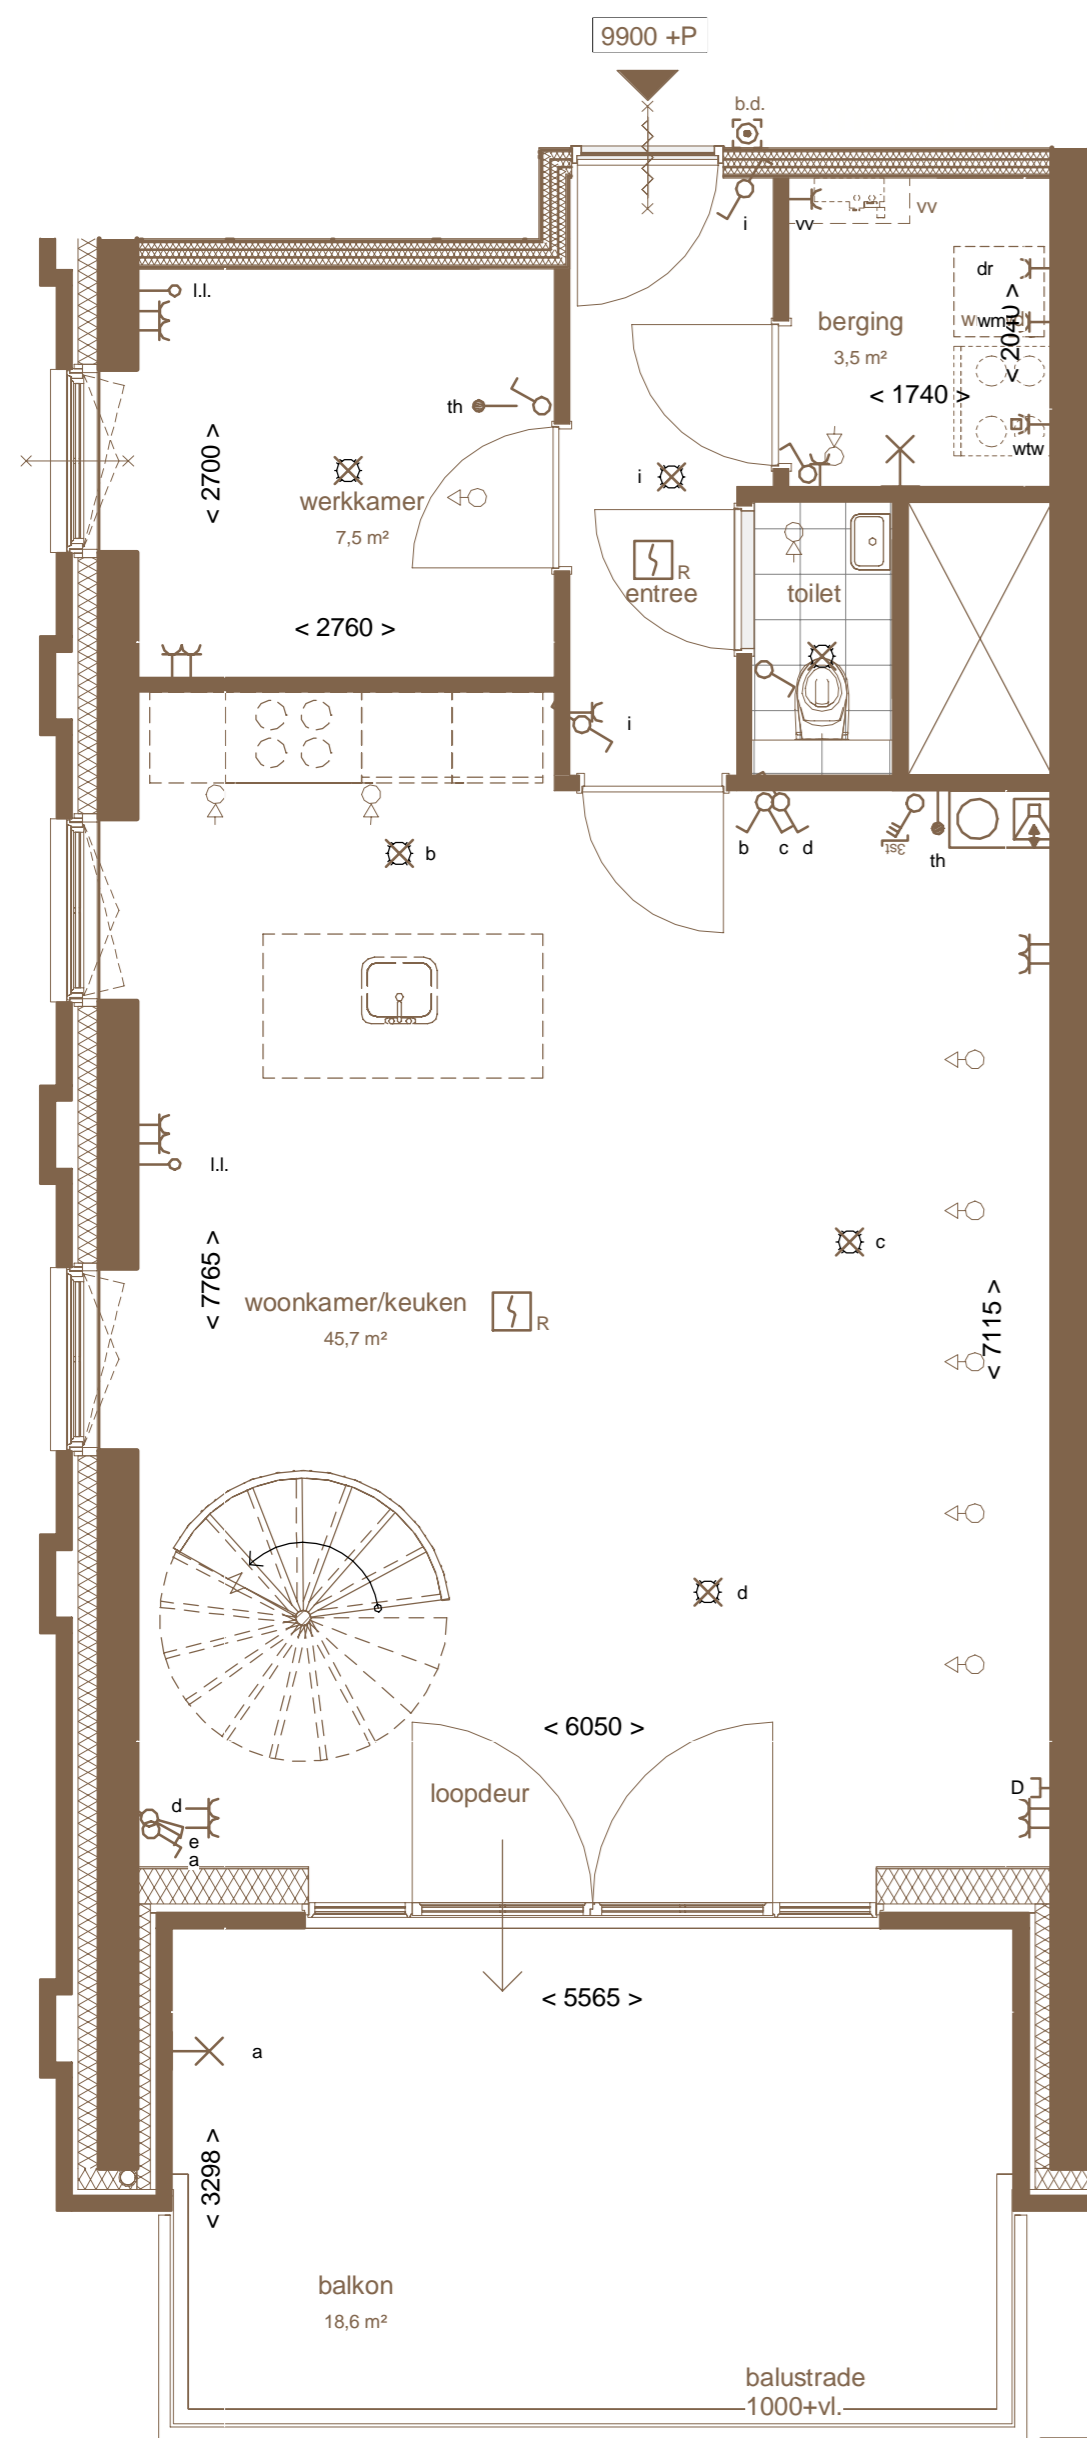 9900 +P
b.d.
i
vv
vv
l.l.
dr
berging
3,5 m²
wm
< 2040 >
< 1740 >
wtw
th
< 2700 >
werkkamer
7,5 m²
i
R
entree
toilet
< 2760 >
i
b
b
c
d
3st
th
l.l.
c
< 7765 >
woonkamer/keuken
45,7 m²
R
< 7115 >
d
< 6050 >
loopdeur
D
d
e
a
< 5565 >
a
< 3298 >
balkon
18,6 m²
balustrade
1000+vl.